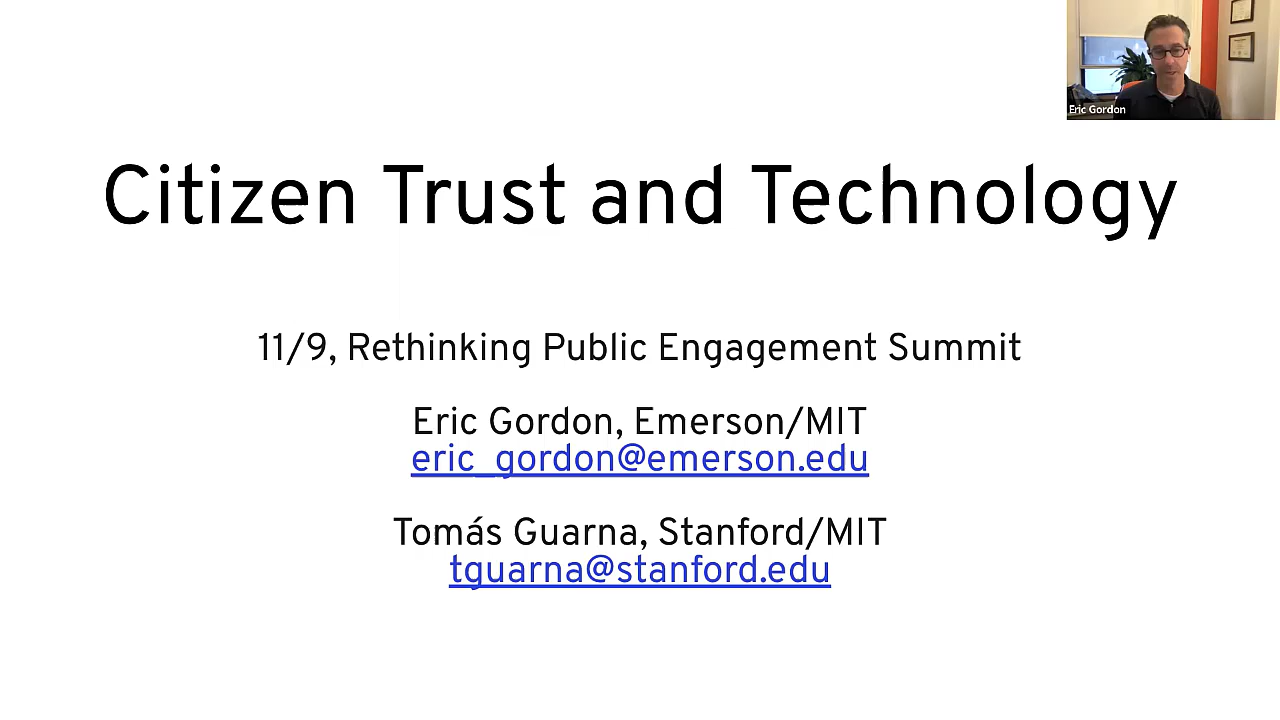 Eric Gordon
Citizen Trust and Technology
11/9, Rethinking Public Engagement Summit
Eric Gordon, Emerson/MIT
eric_gordon@emerson.edu
Tomás Guarna, Stanford/MIT
tguarna@stanford.edu